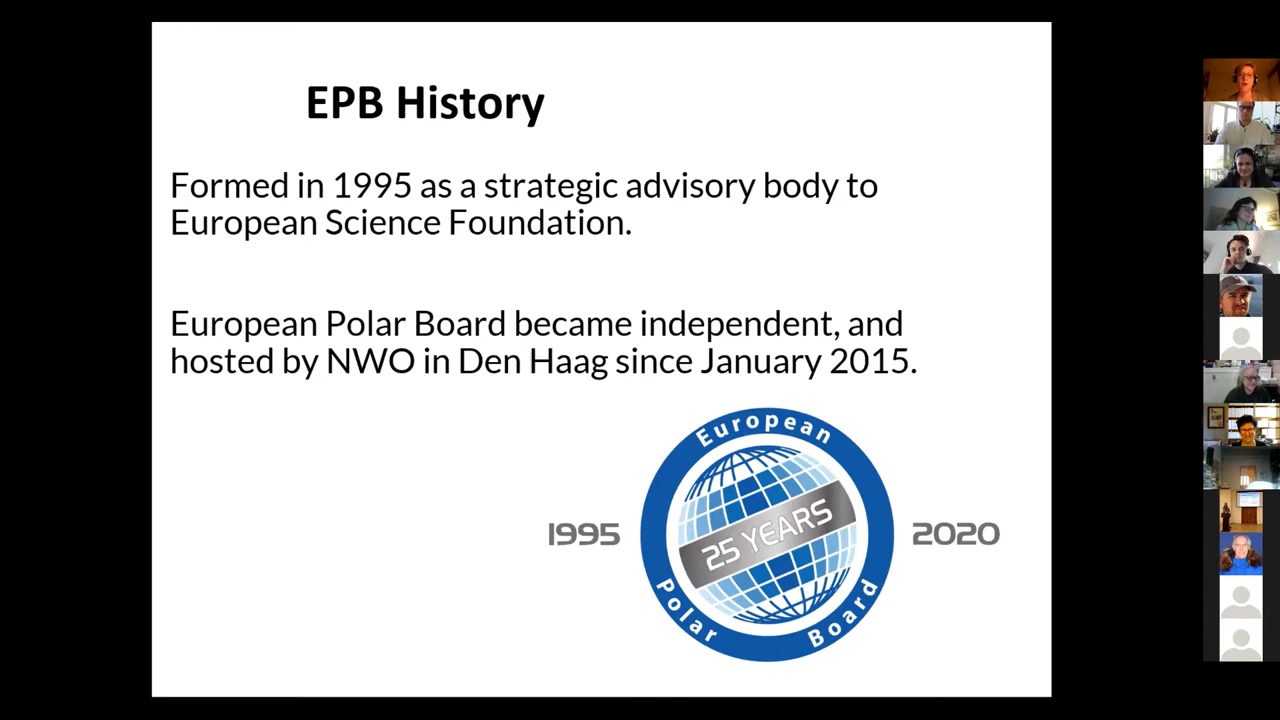 EPB History
Formed in 1995 as a strategic advisory body to
European Science Foundation.
European Polar Board became independent, and
hosted by NWO in Den Haag since January 2015.
European
1995
25 YEARS
2020
Polar Board